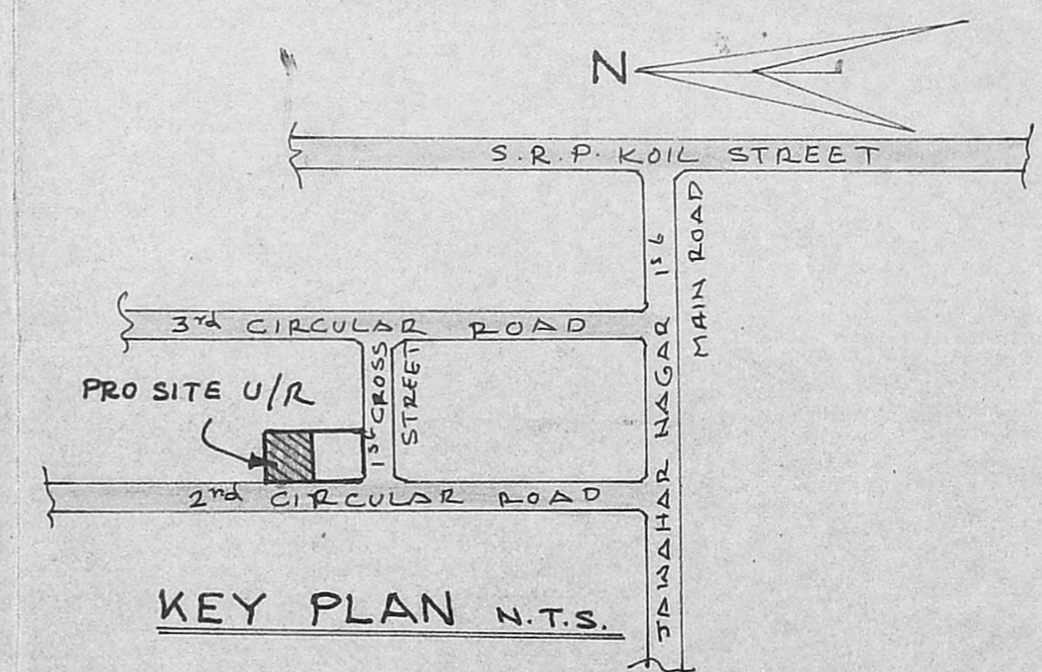 N
S.R.P. KOIL STREET
JAWAHAR NAGAR 1st
MAIN ROAD
3rd CIRCULAR ROAD
1st CROSS
STREET
PRO SITE U/R
2nd CIRCULAR ROAD
KEY PLAN N.T.S.